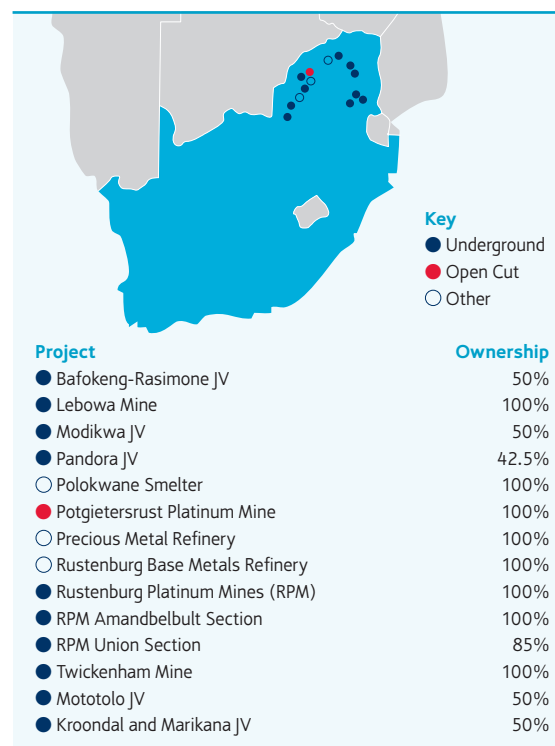 Key
Underground
Open Cut
Other
Project Ownership
Bafokeng-Rasimone JV 50%
Lebowa Mine 100%
Modikwa JV 50%
Pandora JV 42.5%
Polokwane Smelter 100%
Potgietersrust Platinum Mine 100%
Precious Metal Refinery 100%
Rustenburg Base Metals Refinery 100%
Rustenburg Platinum Mines (RPM) 100%
RPM Amandbelbult Section 100%
RPM Union Section 85%
Twickenham Mine 100%
Mototolo JV 50%
Kroondal and Marikana JV 50%